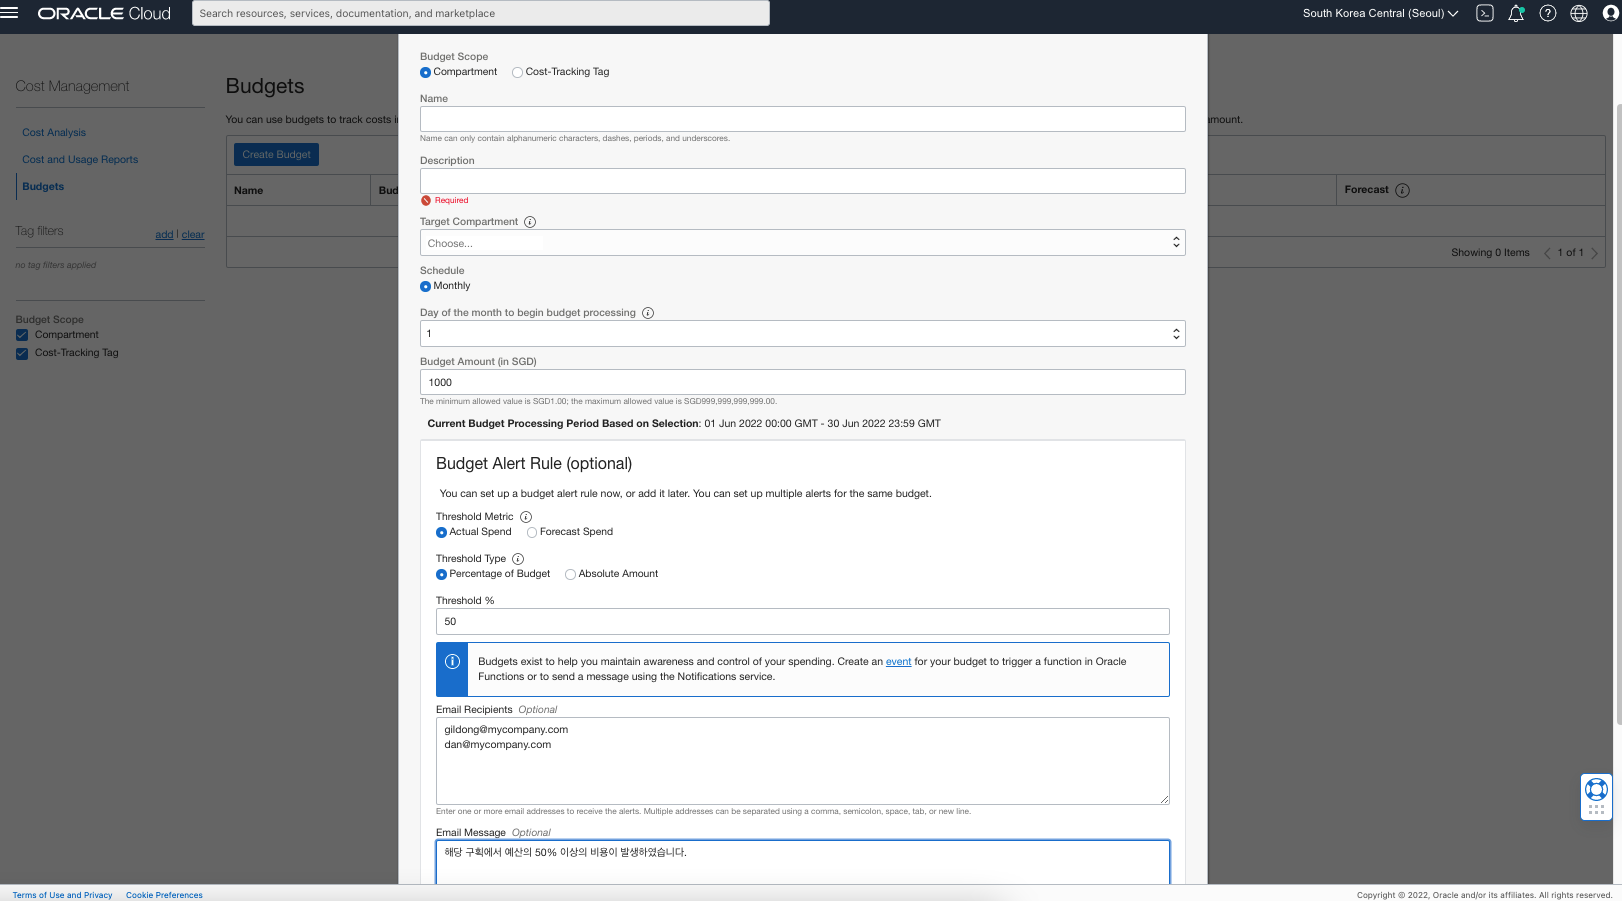 ORACLE Cloud
Search resources, services, documentation, and marketplace
South Korea Central (Seoul)
Cost Management
Cost Analysis
Cost and Usage Reports
Budgets
Tag filters
add | clear
no tag filters applied
Budget Scope
Compartment
Cost-Tracking Tag
Budgets
You can use budgets to track costs i
mount.
Create Budget
Name
Bud
Forecast
Showing 0 Items
1 of 1
Budget Scope
Compartment
Cost-Tracking Tag
Name
Name can only contain alphanumeric characters, dashes, periods, and underscores.
Description
Required
Target Compartment
Choose...
Schedule
Monthly
Day of the month to begin budget processing
1
Budget Amount (in SGD)
1000
The minimum allowed value is SGD1.00; the maximum allowed value is SGD999,999,999,999.00.
Current Budget Processing Period Based on Selection: 01 Jun 2022 00:00 GMT - 30 Jun 2022 23:59 GMT
Budget Alert Rule (optional)
You can set up a budget alert rule now, or add it later. You can set up multiple alerts for the same budget.
Threshold Metric
Actual Spend
Forecast Spend
Threshold Type
Percentage of Budget
Absolute Amount
Threshold %
50
Budgets exist to help you maintain awareness and control of your spending. Create an event for your budget to trigger a function in Oracle
Functions or to send a message using the Notifications service.
Email Recipients Optional
gildong@mycompany.com
dan@mycompany.com
Enter one or more email addresses to receive the alerts. Multiple addresses can be separated using a comma, semicolon, space, tab, or new line.
Email Message Optional
해당 구획에서 예산의 50% 이상의 비용이 발생하였습니다.
Terms of Use and Privacy
Cookie Preferences
Copyright © 2022, Oracle and/or its affiliates. All rights reserved.